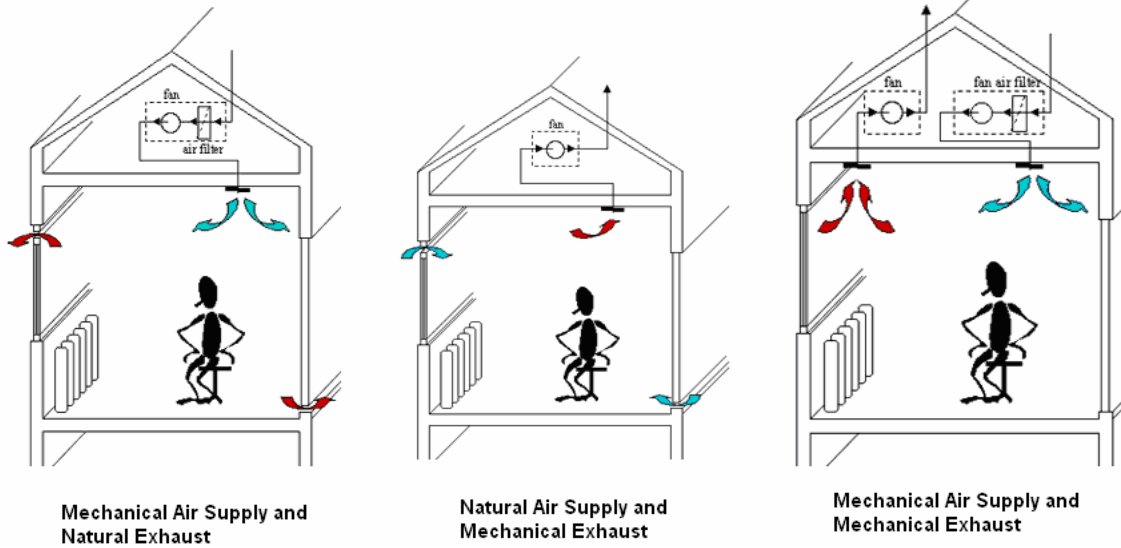 fan
air filter
fan
fan
fan air filter
Mechanical Air Supply and
Natural Exhaust
Natural Air Supply and
Mechanical Exhaust
Mechanical Air Supply and
Mechanical Exhaust